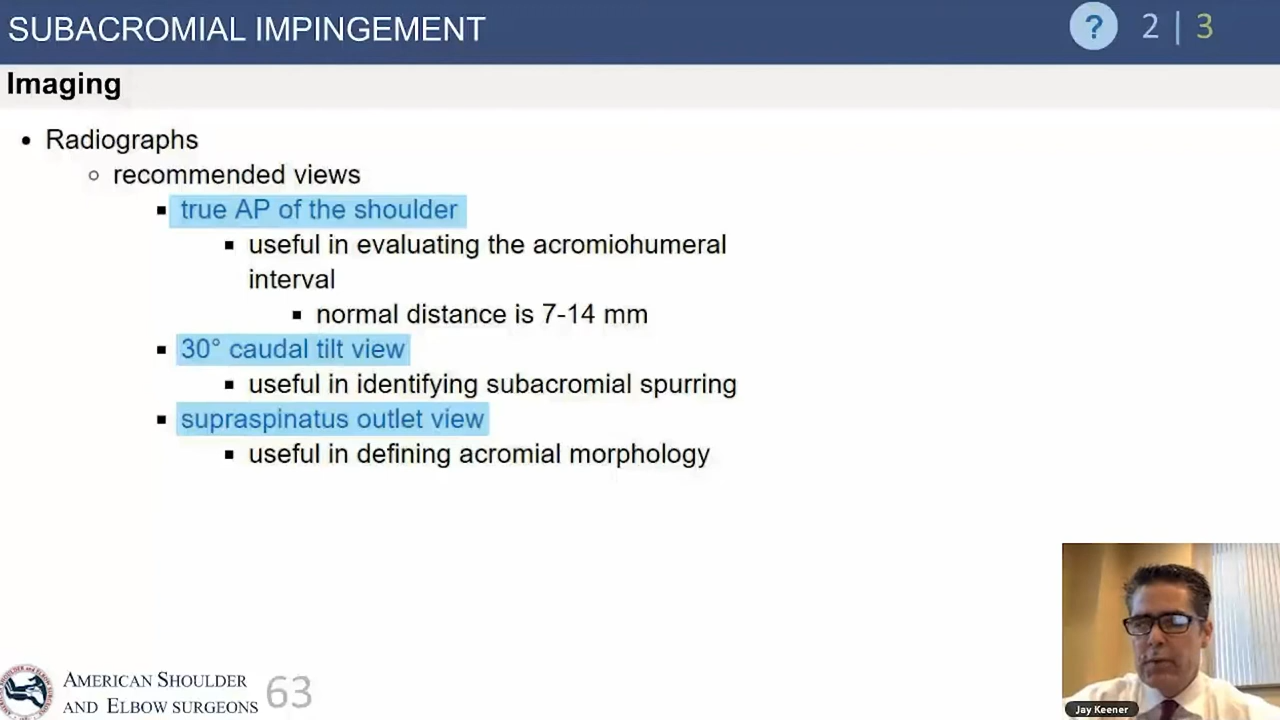 SUBACROMIAL IMPINGEMENT
? 2 | 3
Imaging
• Radiographs
○ recommended views
▪ true AP of the shoulder
▪ useful in evaluating the acromiohumeral
interval
▪ normal distance is 7-14 mm
▪ 30° caudal tilt view
▪ useful in identifying subacromial spurring
▪ supraspinatus outlet view
▪ useful in defining acromial morphology
AMERICAN SHOULDER
AND ELBOW SURGEONS
63
Jay Keener